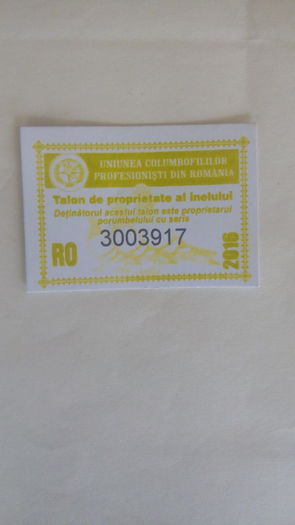 UNIUNEA COLUMBOFILILOR
PROFESIONIȘTI DIN ROMÂNIA
Talon de proprietate al inelului
Deținătorul acestui talon este proprietarul
porumbelului cu seria
3003917
RO
2016